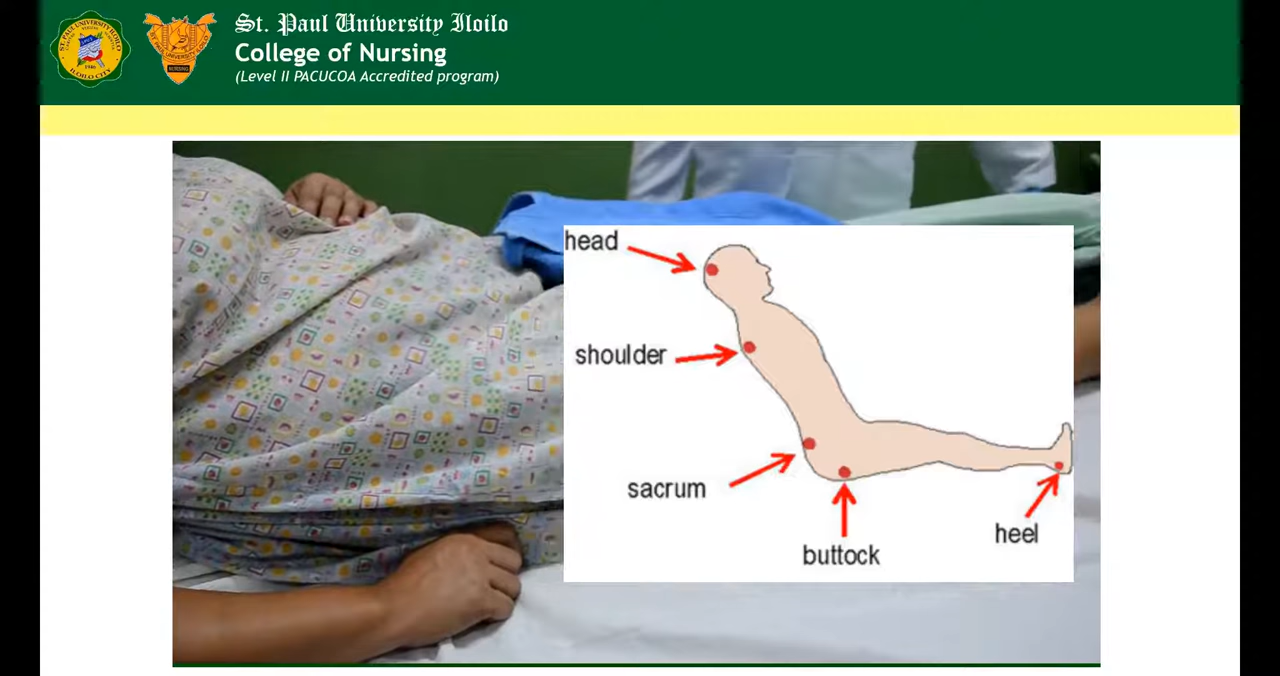 St. Paul University Iloilo
College of Nursing
(Level II PACUCOA Accredited program)
head
shoulder
sacrum
buttock
heel